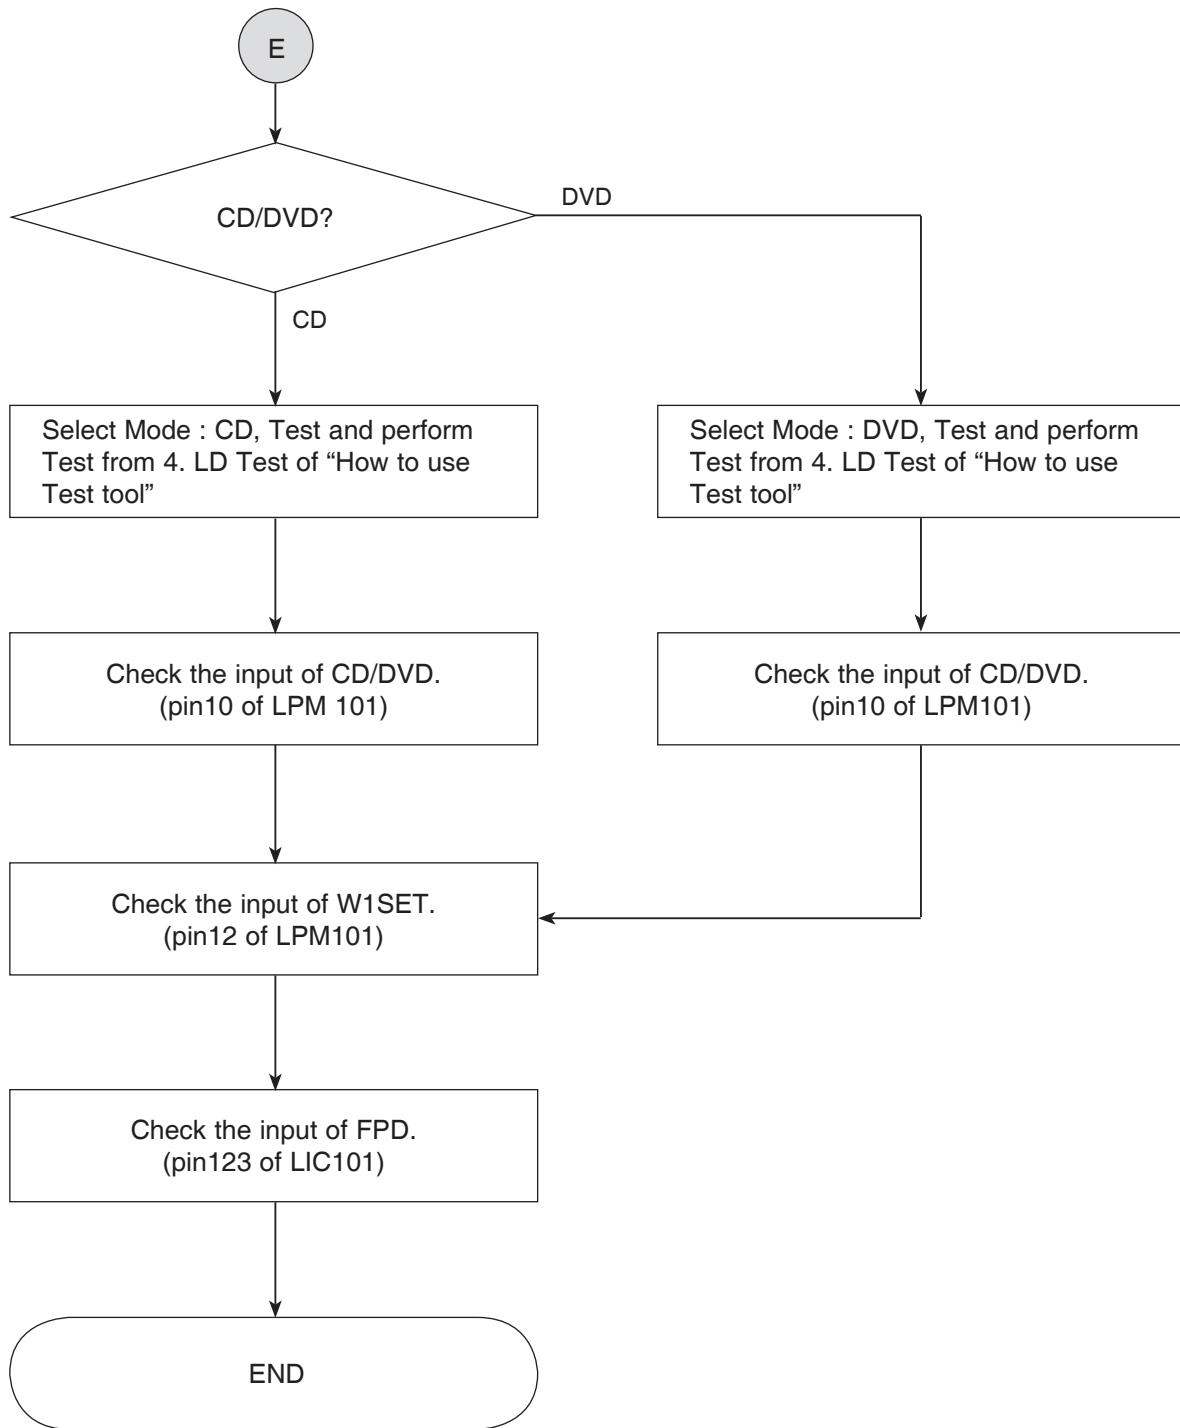 E
CD/DVD?
DVD
CD
Select Mode : CD, Test and perform
Test from 4. LD Test of “How to use
Test tool”
Select Mode : DVD, Test and perform
Test from 4. LD Test of “How to use
Test tool”
Check the input of CD/DVD.
(pin10 of LPM 101)
Check the input of CD/DVD.
(pin10 of LPM101)
Check the input of W1SET.
(pin12 of LPM101)
Check the input of FPD.
(pin123 of LIC101)
END